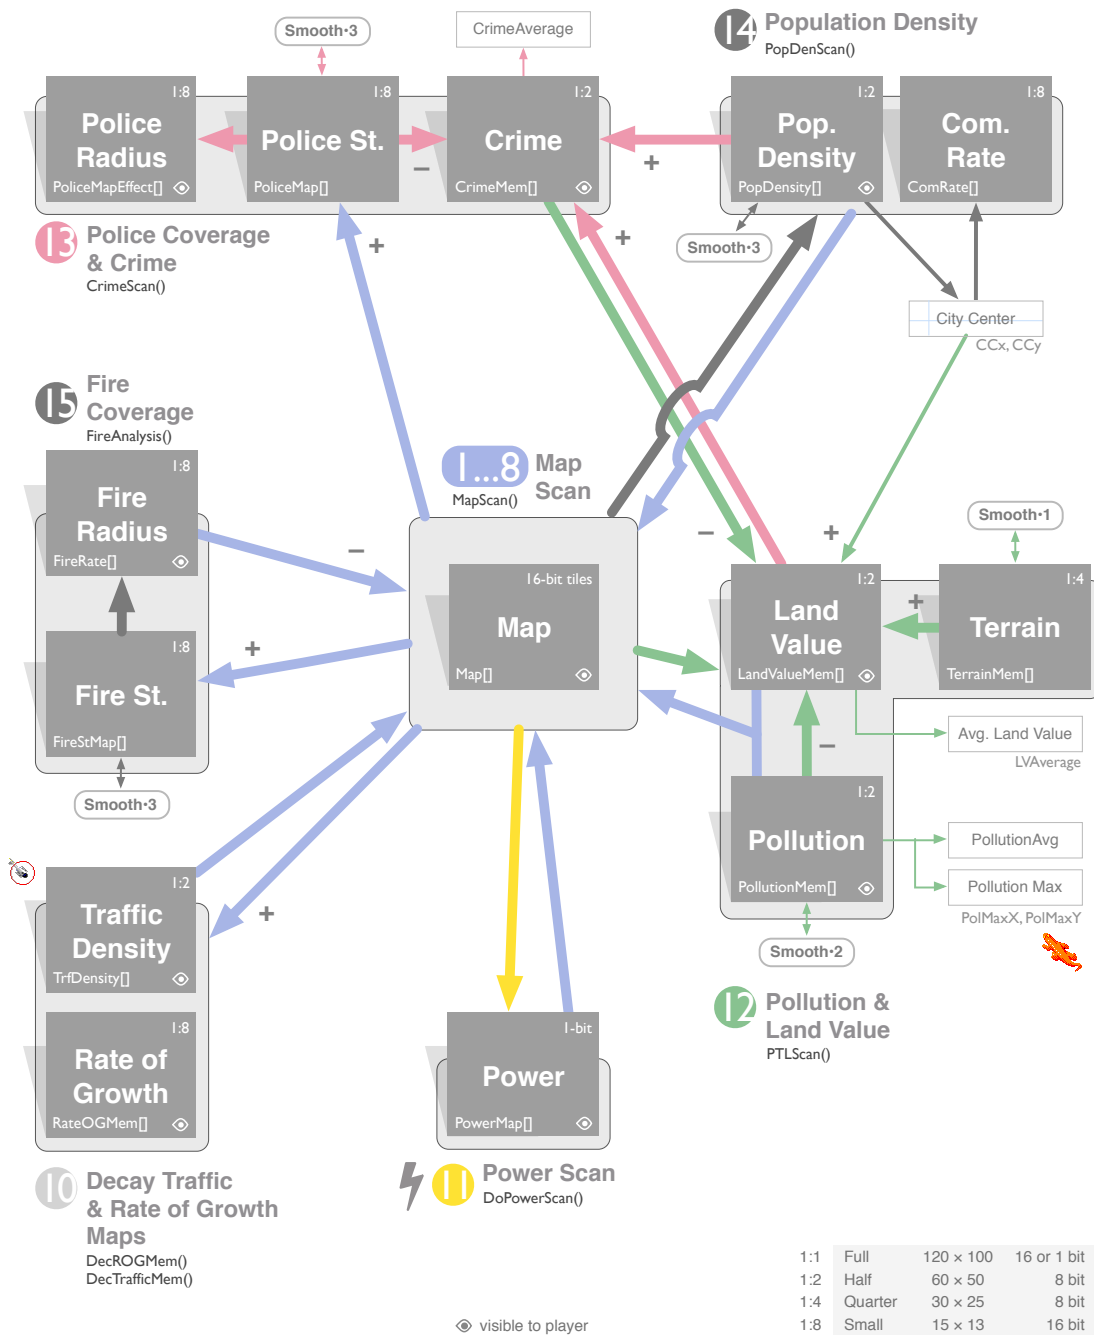 Smooth•3
CrimeAverage
14 Population Density
PopDenScan()
1:8
Police
Radius
PoliceMapEffect[]
1:8
Police St.
PoliceMap[]
1:2
Crime
CrimeMem[]
1:2
Pop.
Density
PopDensity[]
1:8
Com.
Rate
ComRate[]
−
+
13 Police Coverage
& Crime
CrimeScan()
+
+
Smooth•3
City Center
CCx, CCy
15 Fire
Coverage
FireAnalysis()
1...8 Map
Scan
MapScan()
1:8
Fire
Radius
FireRate[]
−
−
+
Smooth•1
16-bit tiles
Map
Map[]
1:2
Land
Value
LandValueMem[]
+
1:4
Terrain
TerrainMem[]
1:8
Fire St.
FireStMap[]
+
Smooth•3
−
Avg. Land Value
LVAverage
1:2
Pollution
PollutionMem[]
PollutionAvg
Pollution Max
PolMaxX, PolMaxY
Smooth•2
1:2
Traffic
Density
TrfDensity[]
+
1:8
Rate of
Growth
RateOGMem[]
12 Pollution &
Land Value
PTLScan()
1-bit
Power
PowerMap[]
10 Decay Traffic
& Rate of Growth
Maps
DecROGMem()
DecTrafficMem()
11 Power Scan
DoPowerScan()
1:1 Full 120 × 100 16 or 1 bit
1:2 Half 60 × 50 8 bit
1:4 Quarter 30 × 25 8 bit
1:8 Small 15 × 13 16 bit
visible to player